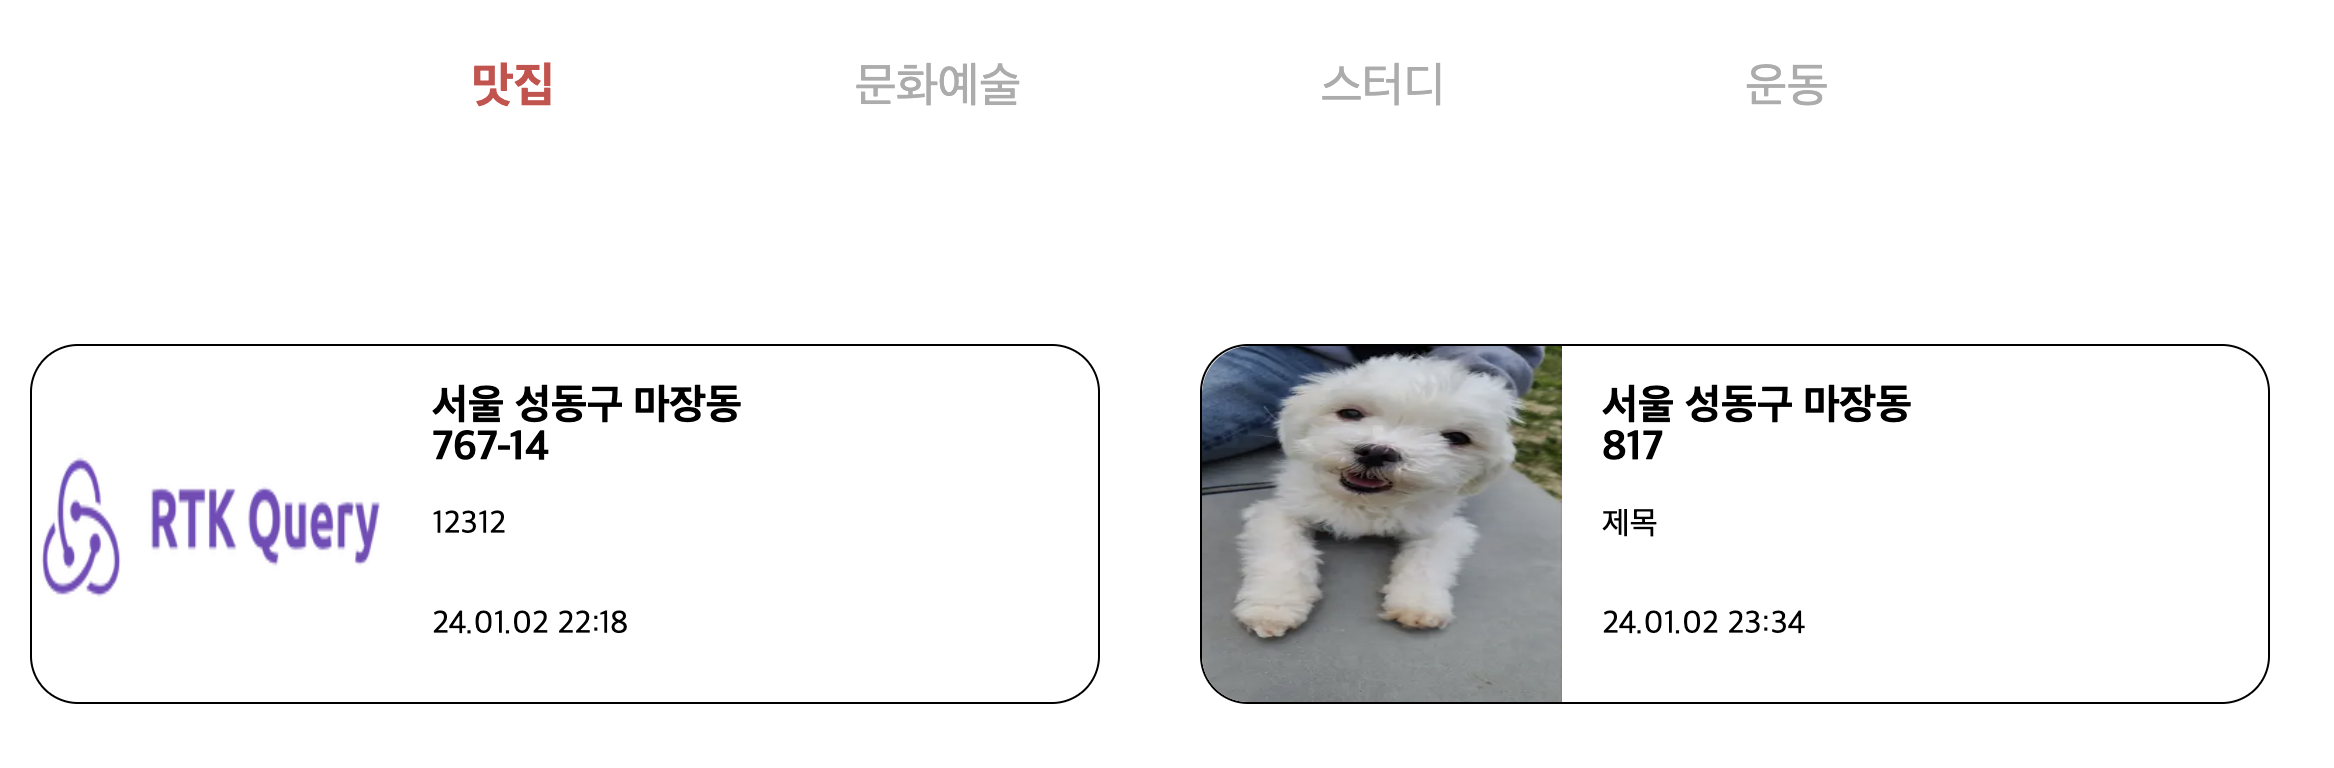 맛집
문화예술
스터디
운동
RTK Query
서울 성동구 마장동
767-14
12312
24.01.02 22:18
서울 성동구 마장동
817
제목
24.01.02 23:34